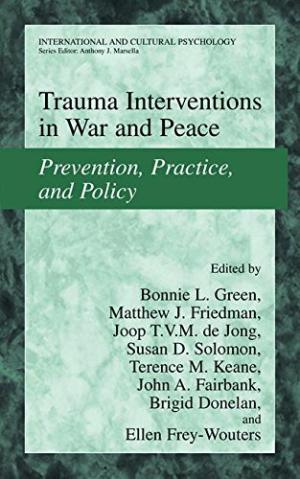 INTERNATIONAL AND CULTURAL PSYCHOLOGY
Series Editor: Anthony J. Marsella
Trauma Interventions
in War and Peace
Prevention, Practice,
and Policy
Edited by
Bonnie L. Green,
Matthew J. Friedman,
Joop T.V.M. de Jong,
Susan D. Solomon,
Terence M. Keane,
John A. Fairbank,
Brigid Donelan,
and
Ellen Frey-Wouters